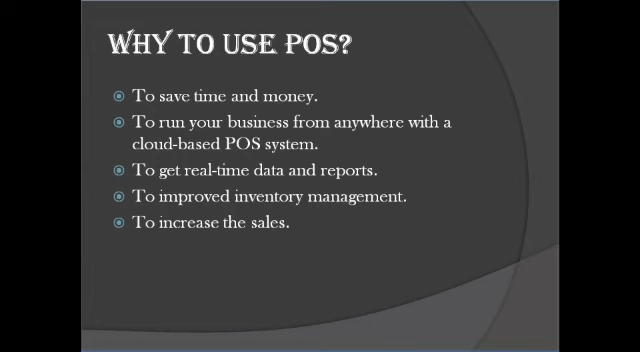 WHY TO USE POS?
To save time and money.
To run your business from anywhere with a
cloud-based POS system.
To get real-time data and reports.
To improved inventory management.
To increase the sales.